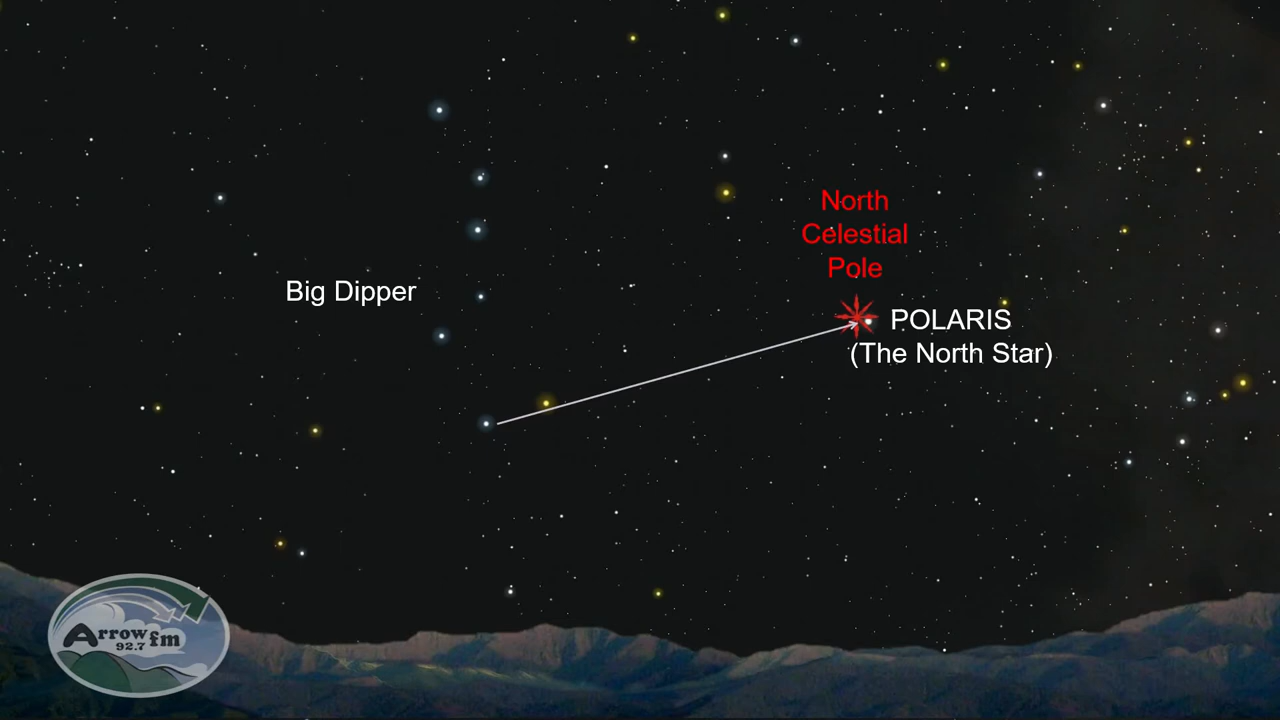 North
Celestial
Pole
Big Dipper
POLARIS
(The North Star)
Arrow fm
92.7